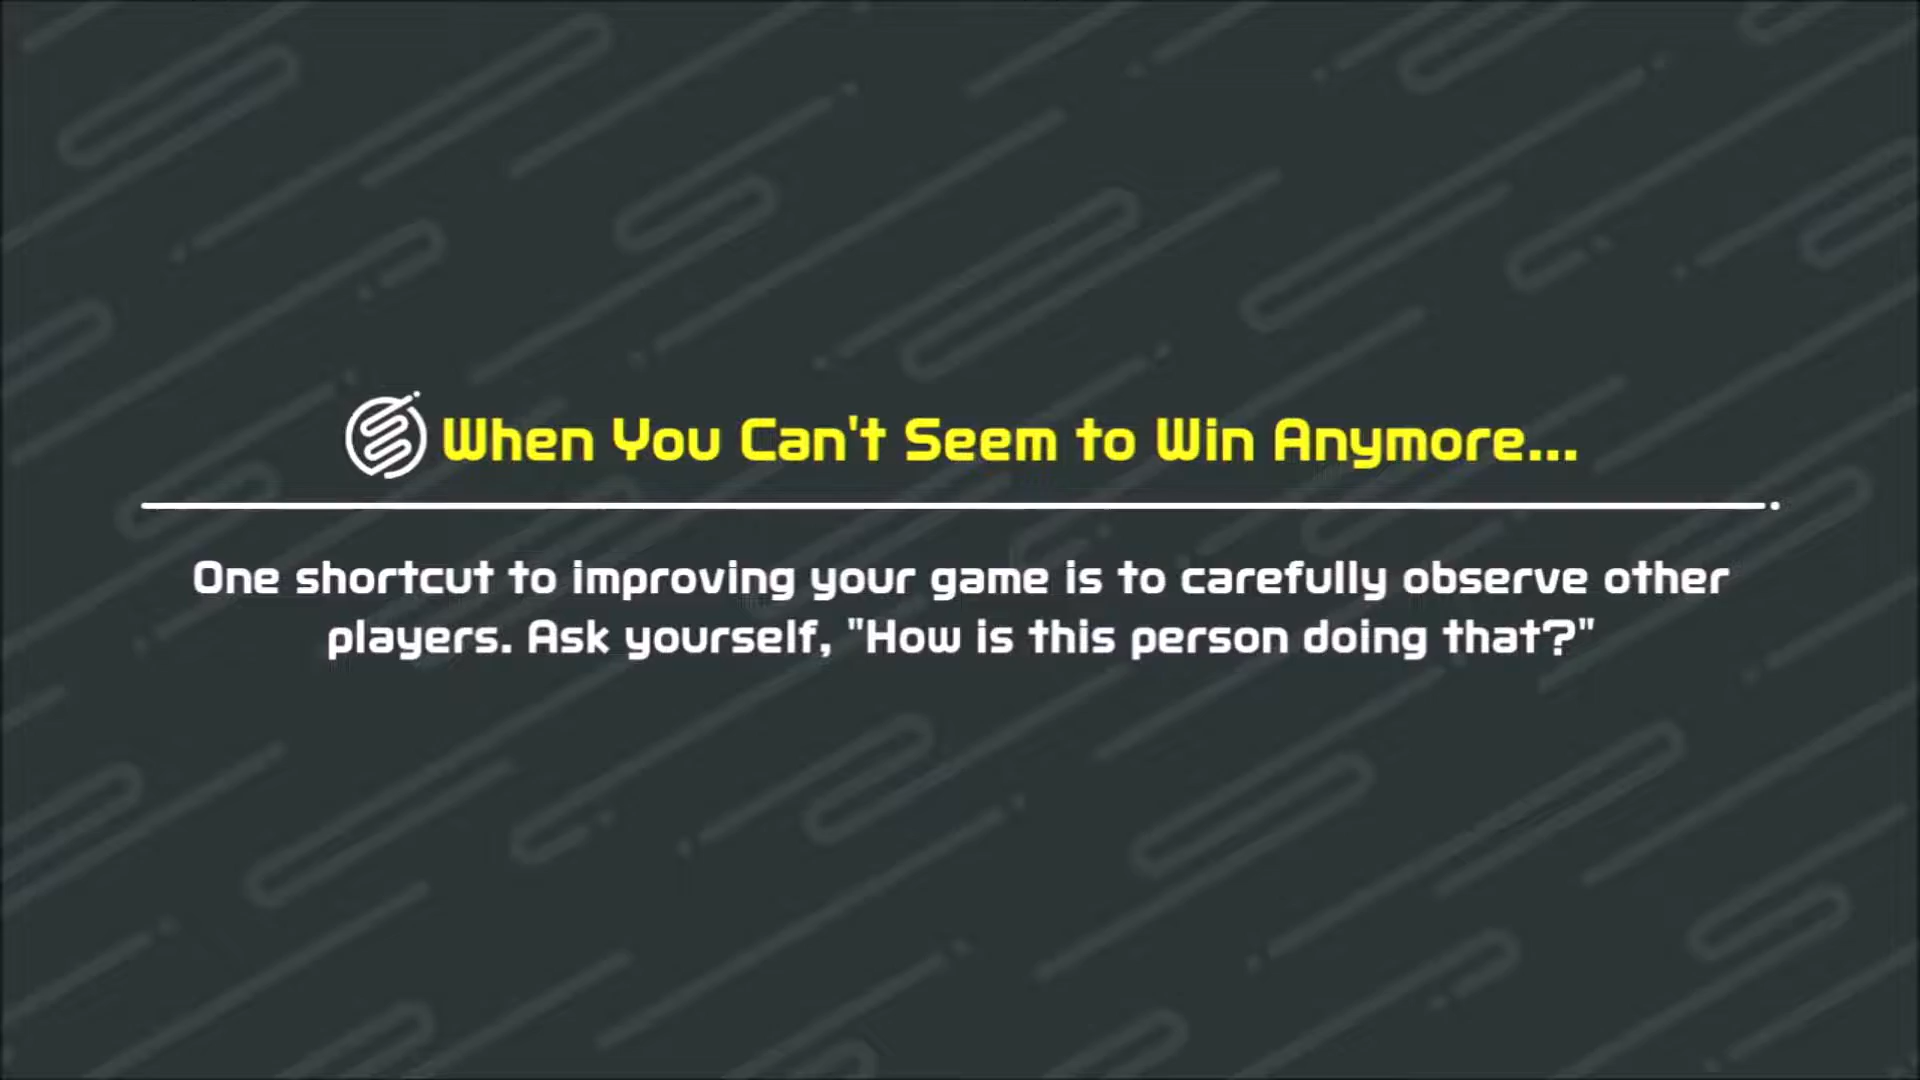 When You Can't Seem to Win Anymore...
One shortcut to improving your game is to carefully observe other
players. Ask yourself, "How is this person doing that?"